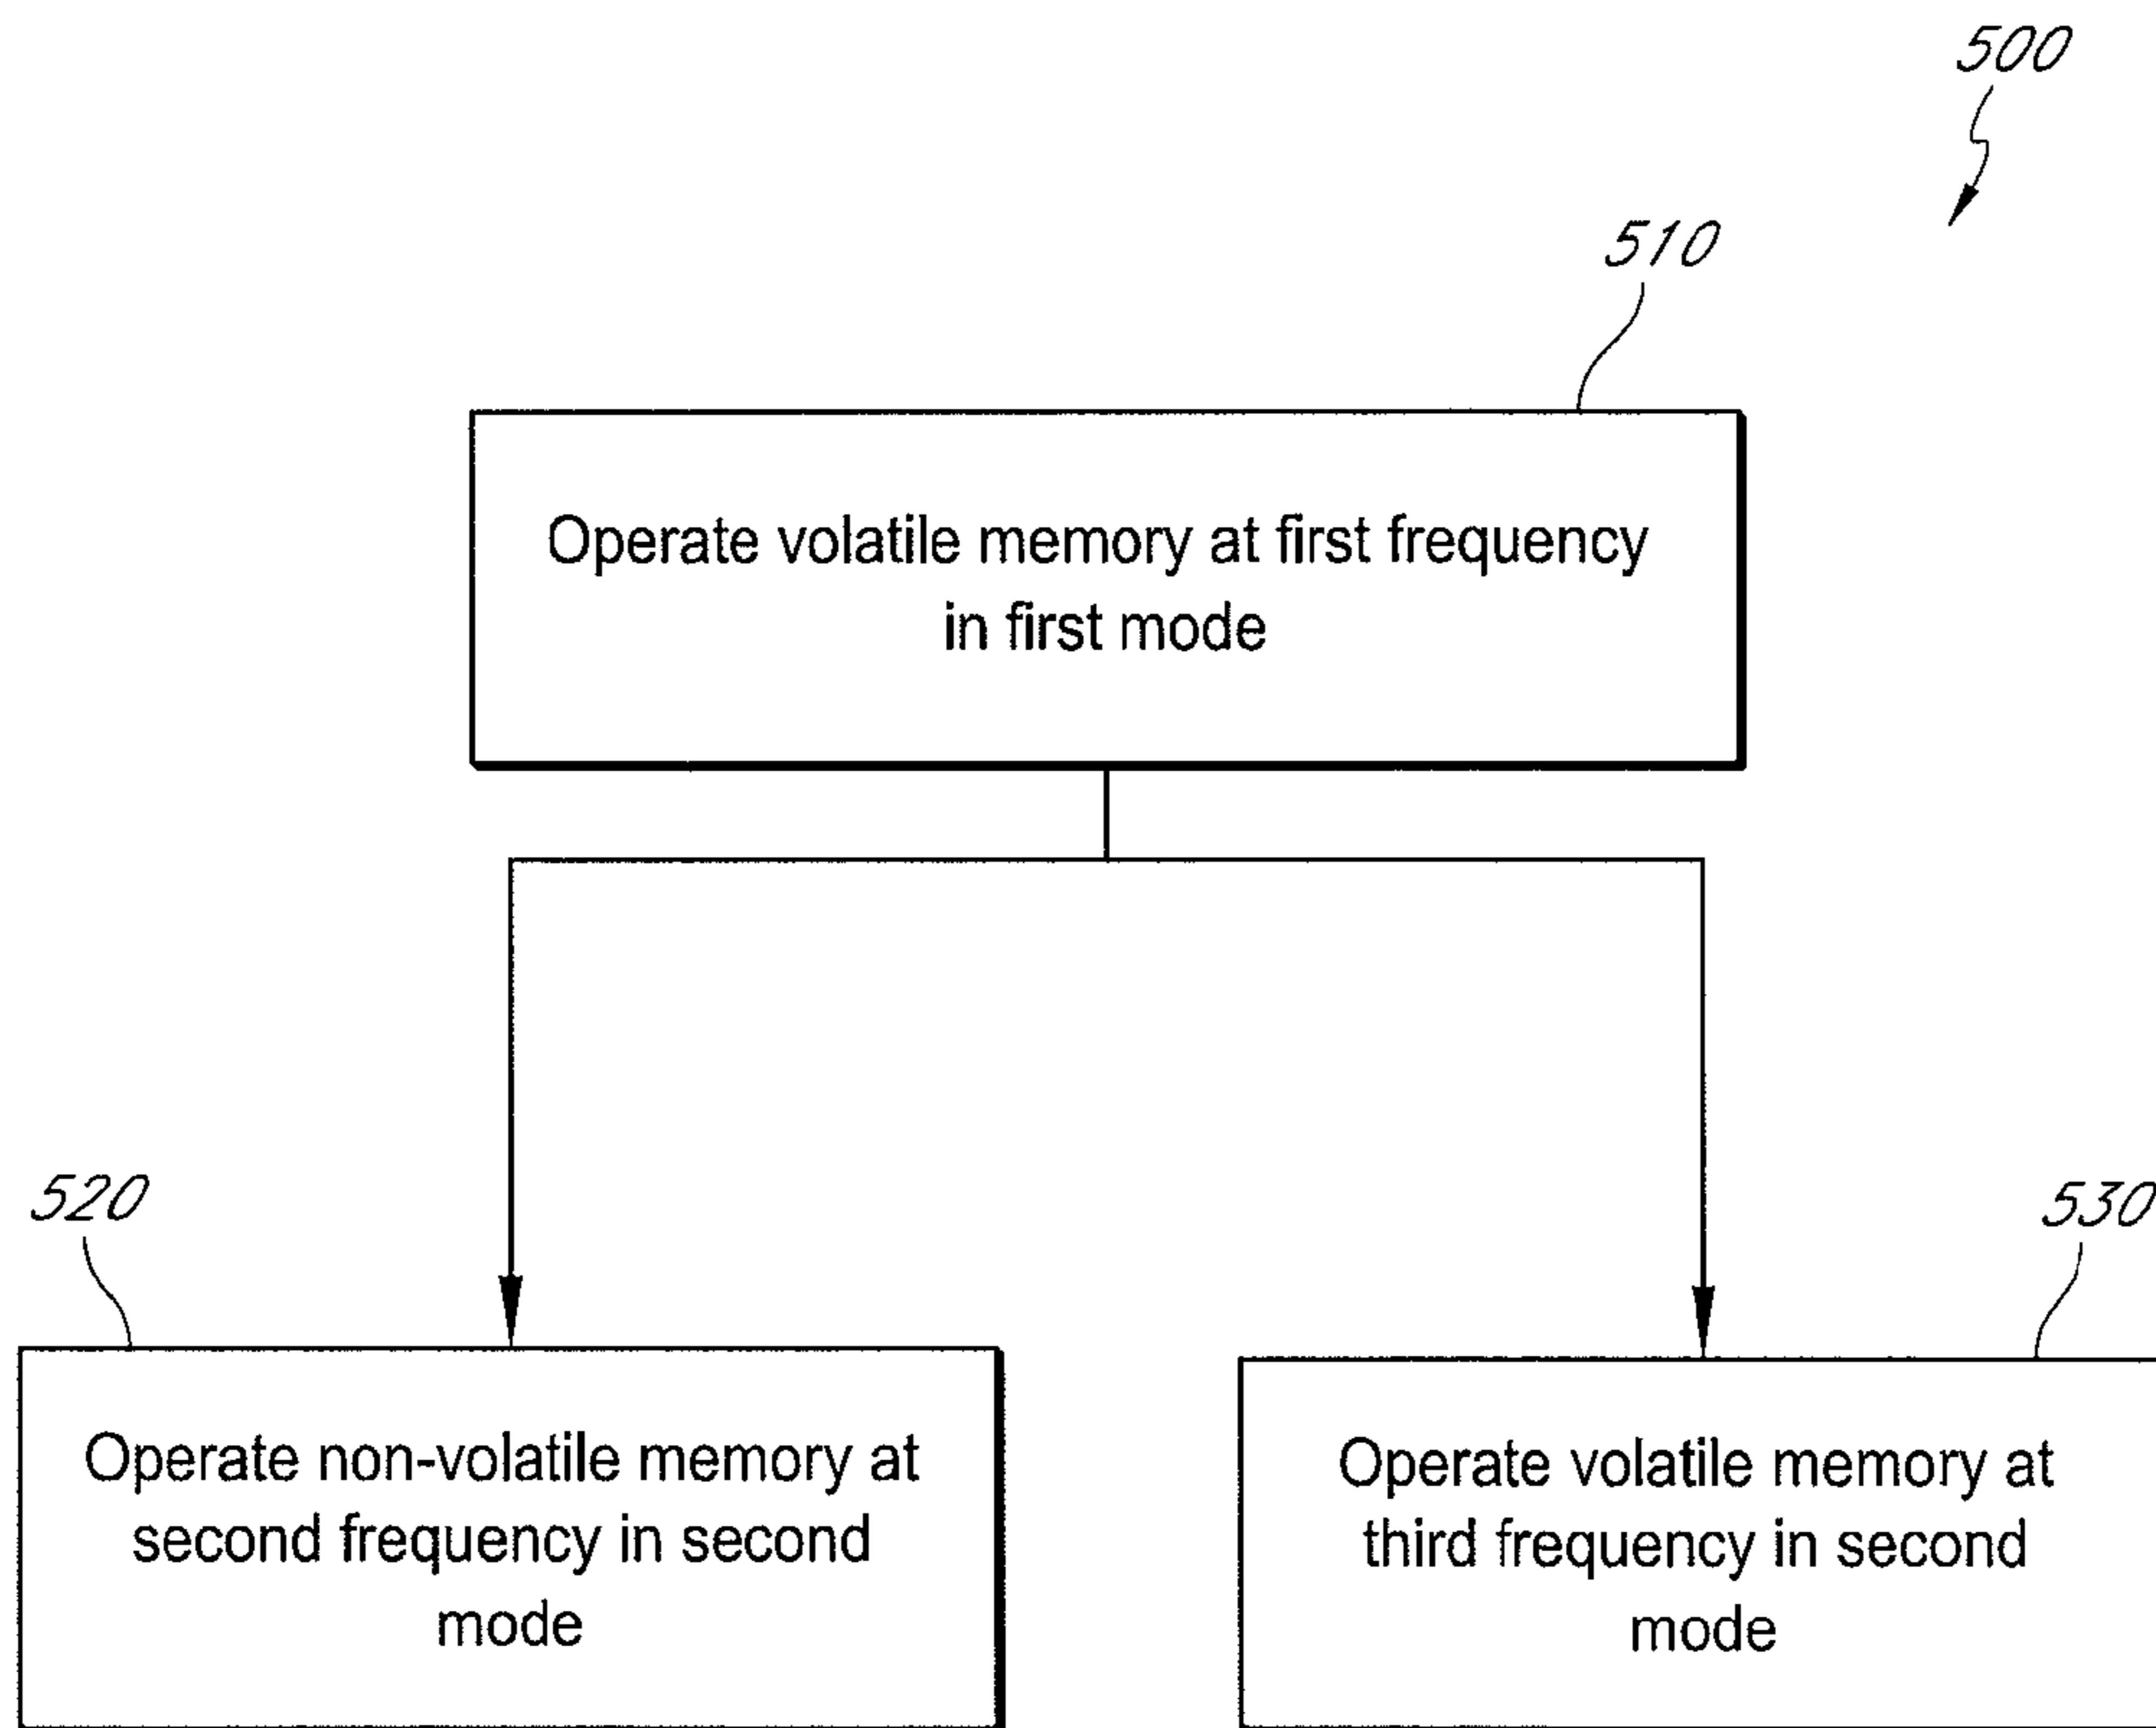 500
510
Operate volatile memory at first frequency
in first mode
520
530
Operate non-volatile memory at
second frequency in second
mode
Operate volatile memory at
third frequency in second
mode